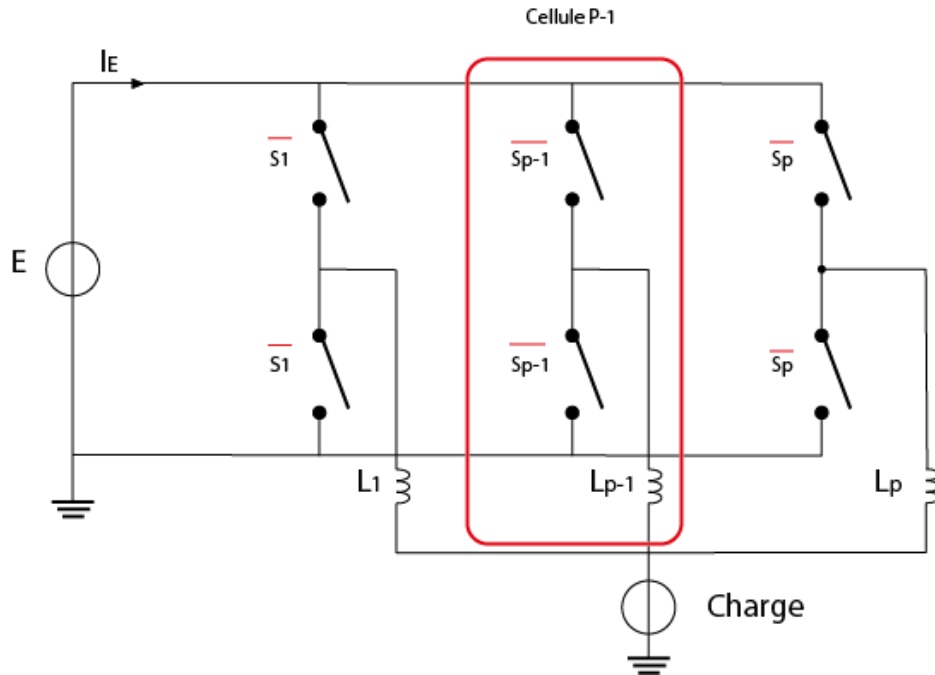 Cellule P-1
IE
S1
Sp-1
Sp
E
S1
Sp-1
Sp
L1
Lp-1
Lp
Charge